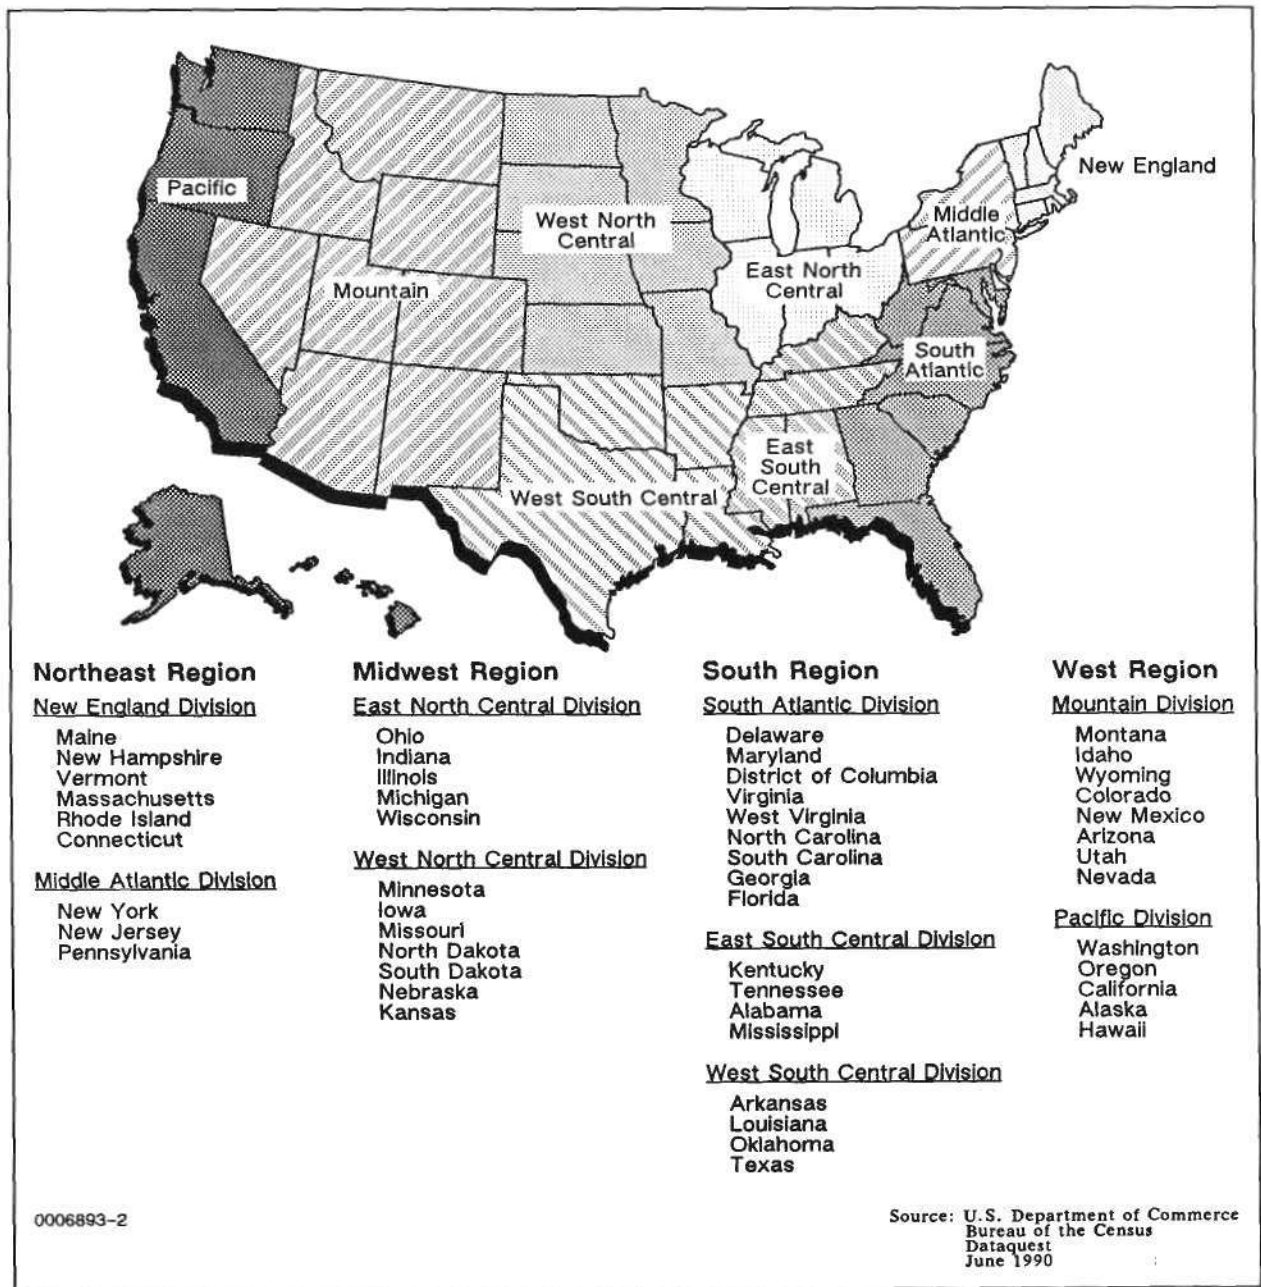 Pacific
Mountain
West North
Central
East North
Central
New England
Middle
Atlantic
South
Atlantic
East
South
Central
West South Central
Northeast Region
New England Division
Maine
New Hampshire
Vermont
Massachusetts
Rhode Island
Connecticut
Middle Atlantic Division
New York
New Jersey
Pennsylvania
Midwest Region
East North Central Division
Ohio
Indiana
Illinois
Michigan
Wisconsin
West North Central Division
Minnesota
Iowa
Missouri
North Dakota
South Dakota
Nebraska
Kansas
South Region
South Atlantic Division
Delaware
Maryland
District of Columbia
Virginia
West Virginia
North Carolina
South Carolina
Georgia
Florida
East South Central Division
Kentucky
Tennessee
Alabama
Mississippi
West South Central Division
Arkansas
Louisiana
Oklahoma
Texas
West Region
Mountain Division
Montana
Idaho
Wyoming
Colorado
New Mexico
Arizona
Utah
Nevada
Pacific Division
Washington
Oregon
California
Alaska
Hawaii
0006893-2
Source: U.S. Department of Commerce
Bureau of the Census
Dataquest
June 1990